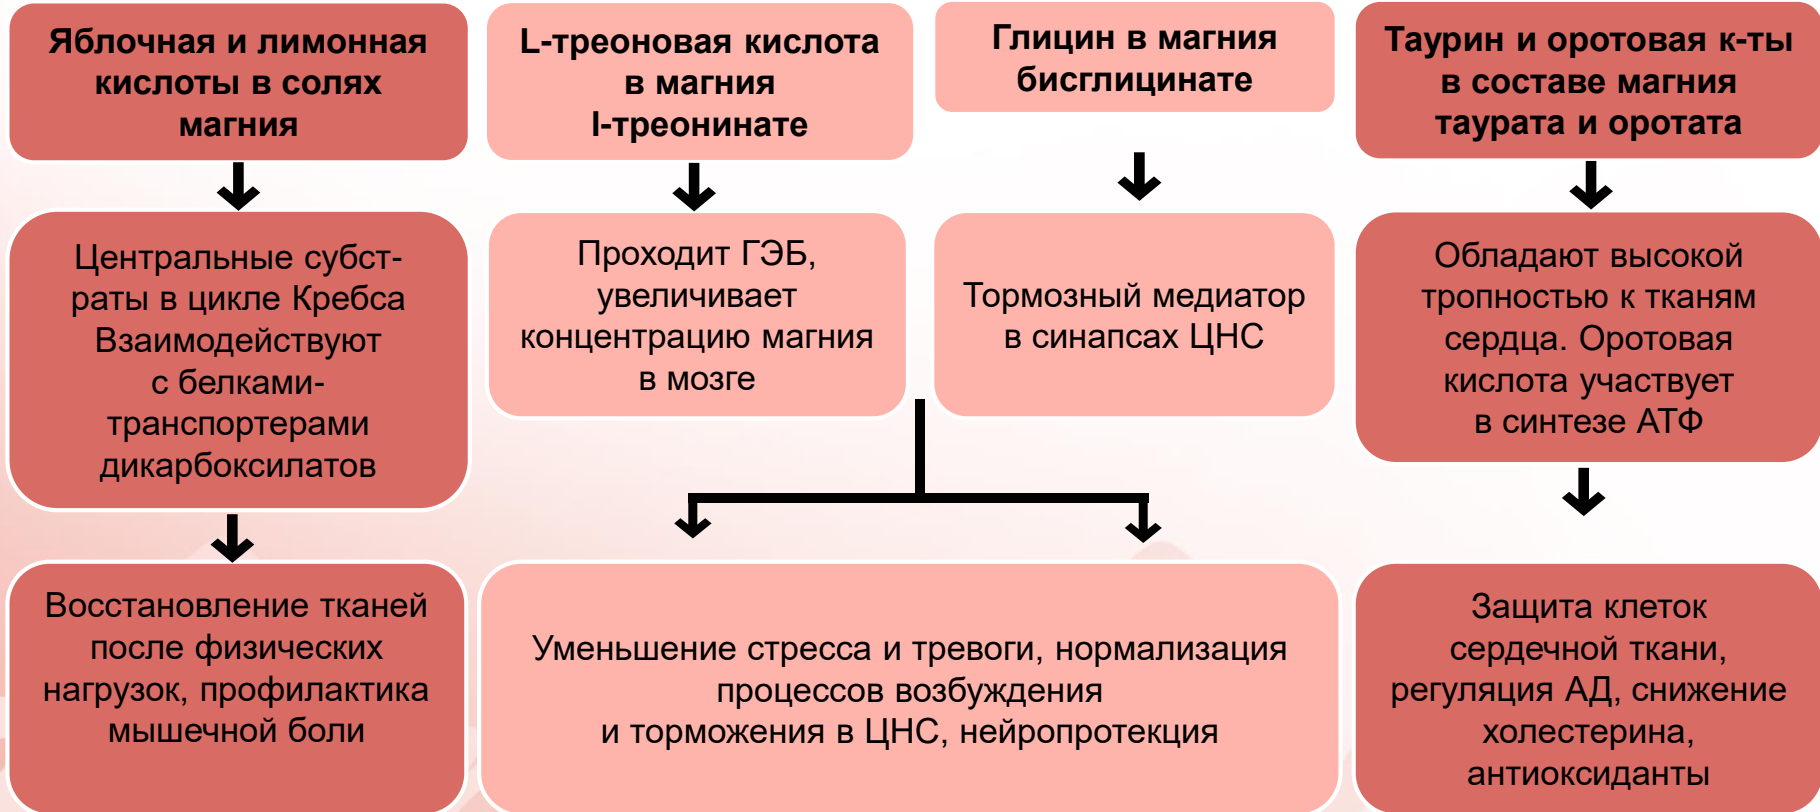 Яблочная и лимонная
кислоты в солях
магния
L-треоновая кислота
в магния
l-треонинате
Глицин в магния
бисглицинате
Таурин и оротовая к-ты
в составе магния
таурата и оротата
Центральные субст-
раты в цикле Кребса
Взаимодействуют
с белками-
транспортерами
дикарбоксилатов
Проходит ГЭБ,
увеличивает
концентрацию магния
в мозге
Тормозный медиатор
в синапсах ЦНС
Обладают высокой
тропностью к тканям
сердца. Оротовая
кислота участвует
в синтезе АТФ
Восстановление тканей
после физических
нагрузок, профилактика
мышечной боли
Уменьшение стресса и тревоги, нормализация
процессов возбуждения
и торможения в ЦНС, нейропротекция
Защита клеток
сердечной ткани,
регуляция АД, снижение
холестерина,
антиоксиданты